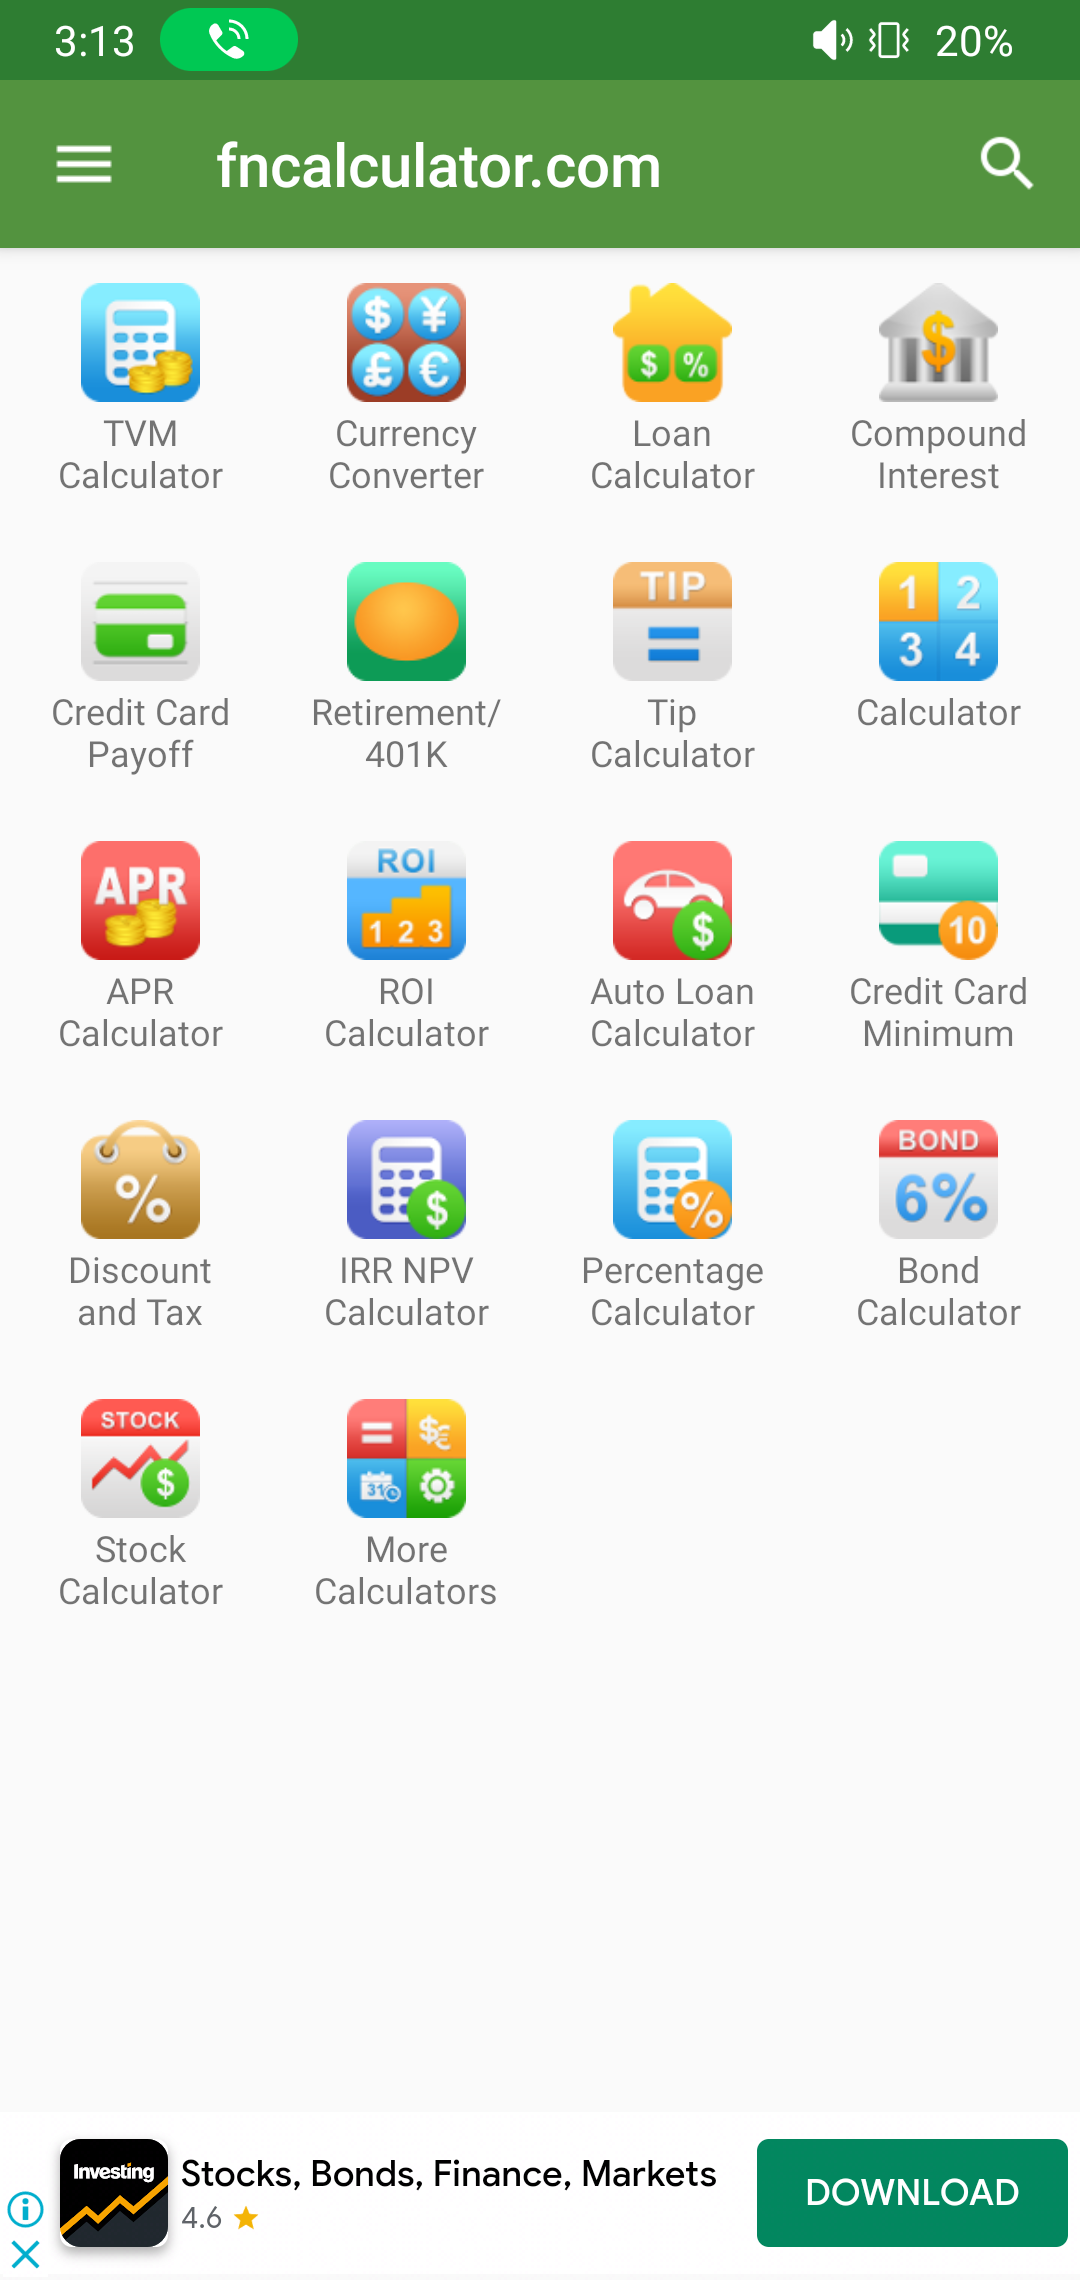 3:13 20%
fncalculator.com
$ ¥ $ % $
£ €
TVM Currency Loan Compound
Calculator Converter Calculator Interest
TIP 1 2
= 3 4
Credit Card Retirement/ Tip Calculator
Payoff 401K Calculator
APR ROI
1 2 3 $ 10
APR ROI Auto Loan Credit Card
Calculator Calculator Calculator Minimum
BOND
% $ % 6%
Discount IRR NPV Percentage Bond
and Tax Calculator Calculator Calculator
STOCK = $€
$ 31
Stock More
Calculator Calculators
Investing Stocks, Bonds, Finance, Markets
4.6 DOWNLOAD